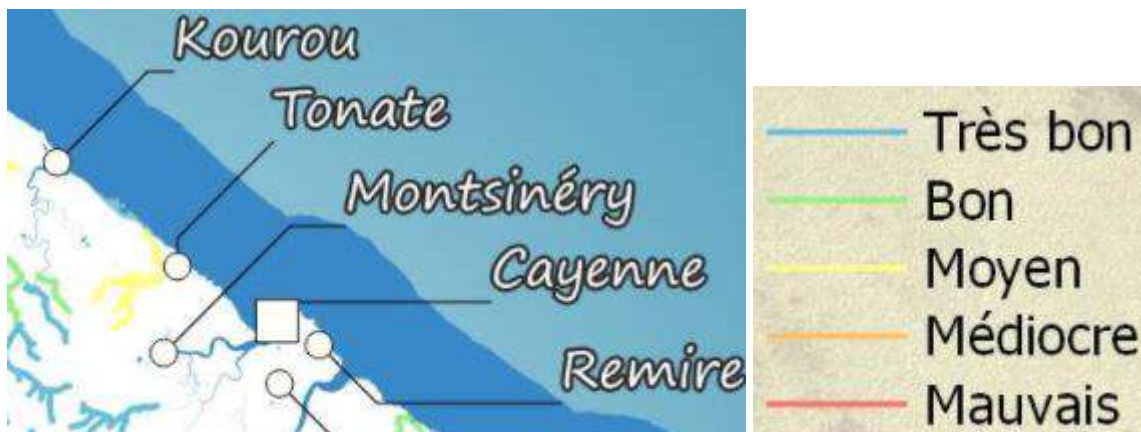 Kourou
Tonate
Montsinéry
Cayenne
Remire
Très bon
Bon
Moyen
Médiocre
Mauvais